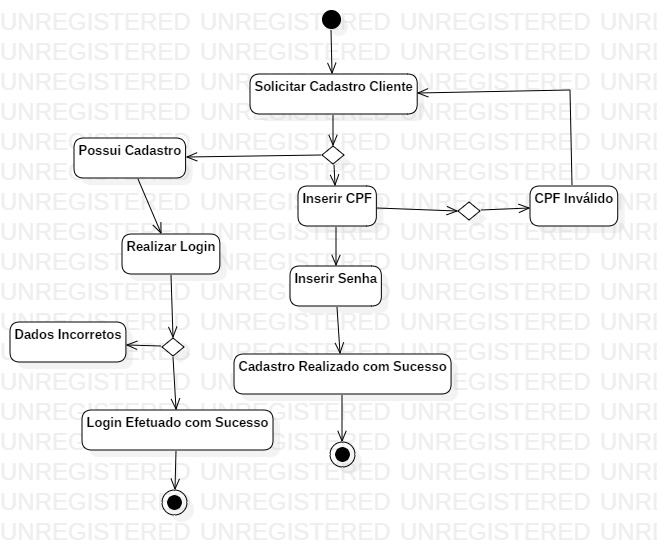 Solicitar Cadastro Cliente
Possui Cadastro
Inserir CPF
CPF Inválido
Realizar Login
Inserir Senha
Dados Incorretos
Cadastro Realizado com Sucesso
Login Efetuado com Sucesso
UNREGISTERED